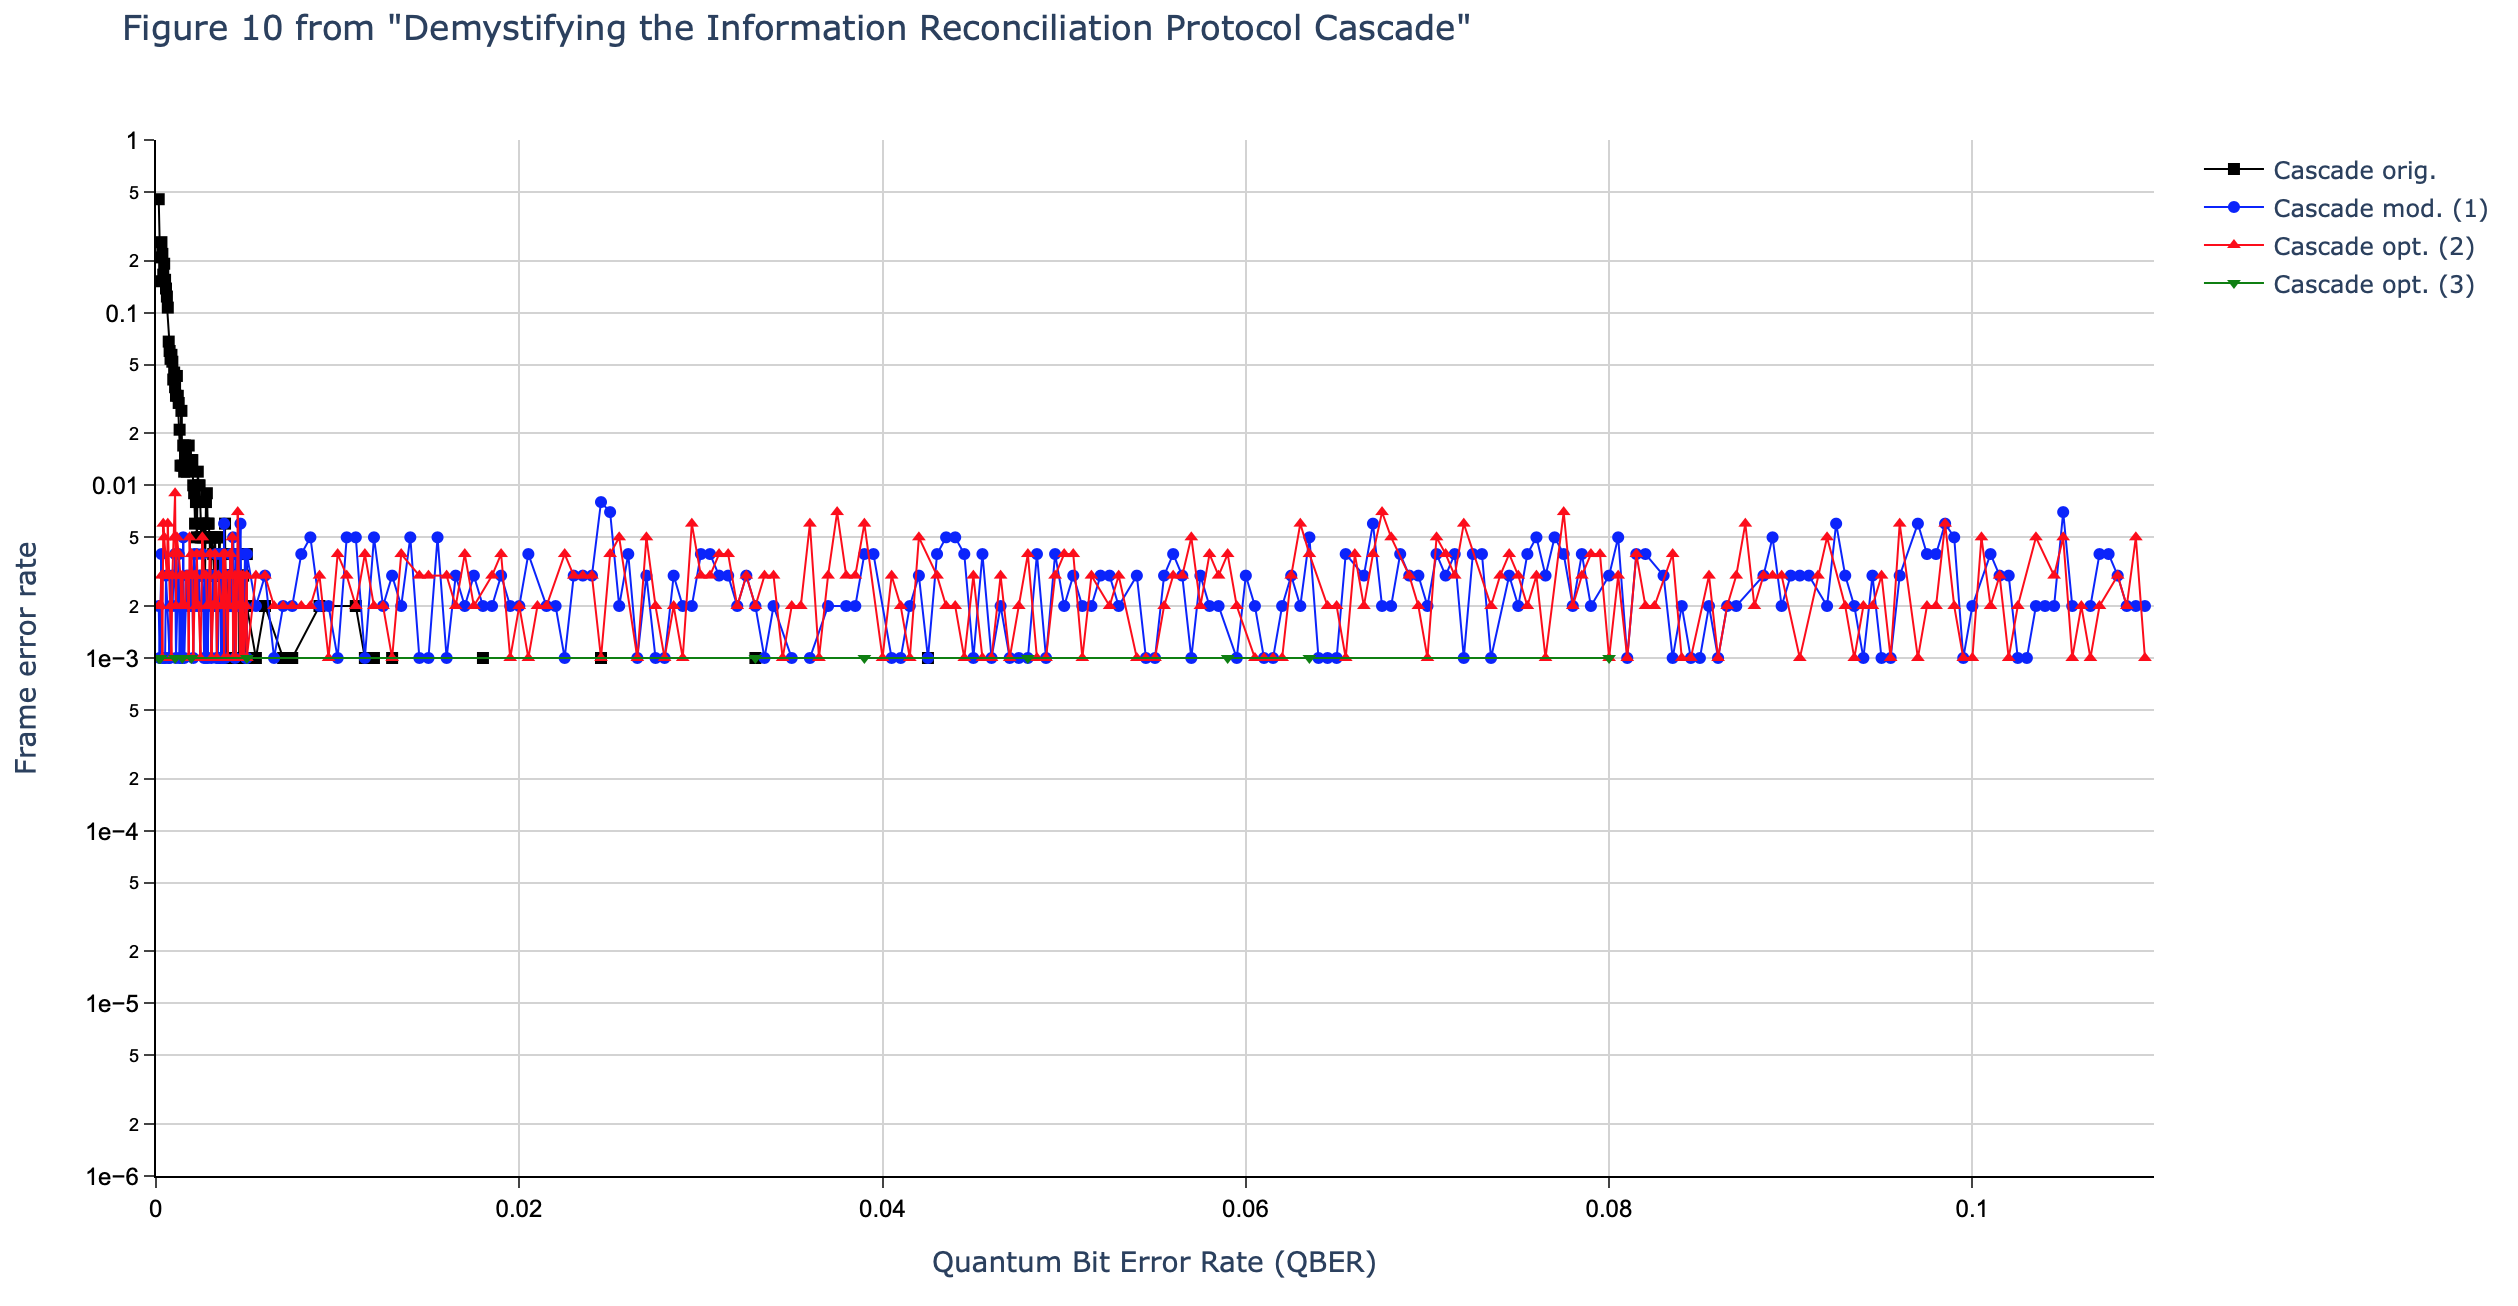 Figure 10 from "Demystifying the Information Reconciliation Protocol Cascade"
1
5
2
0.1
5
2
0.01
5
2
1e−3
5
2
1e−4
5
2
1e−5
5
2
1e−6
Frame error rate
0 0.02 0.04 0.06 0.08 0.1
Quantum Bit Error Rate (QBER)
Cascade orig.
Cascade mod. (1)
Cascade opt. (2)
Cascade opt. (3)